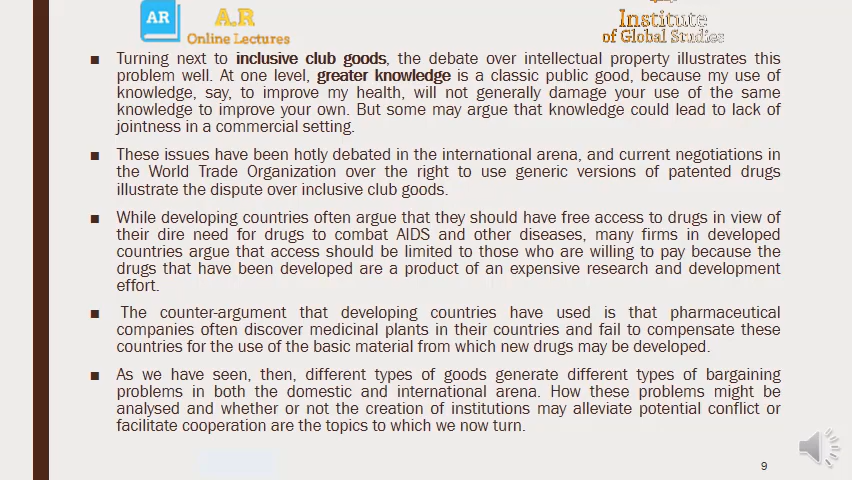 AR
A.R
Online Lectures
Institute
of Global Studies
▪ Turning next to inclusive club goods, the debate over intellectual property illustrates this
problem well. At one level, greater knowledge is a classic public good, because my use of
knowledge, say, to improve my health, will not generally damage your use of the same
knowledge to improve your own. But some may argue that knowledge could lead to lack of
jointness in a commercial setting.
▪ These issues have been hotly debated in the international arena, and current negotiations in
the World Trade Organization over the right to use generic versions of patented drugs
illustrate the dispute over inclusive club goods.
▪ While developing countries often argue that they should have free access to drugs in view of
their dire need for drugs to combat AIDS and other diseases, many firms in developed
countries argue that access should be limited to those who are willing to pay because the
drugs that have been developed are a product of an expensive research and development
effort.
▪ The counter-argument that developing countries have used is that pharmaceutical
companies often discover medicinal plants in their countries and fail to compensate these
countries for the use of the basic material from which new drugs may be developed.
▪ As we have seen, then, different types of goods generate different types of bargaining
problems in both the domestic and international arena. How these problems might be
analysed and whether or not the creation of institutions may alleviate potential conflict or
facilitate cooperation are the topics to which we now turn.
9